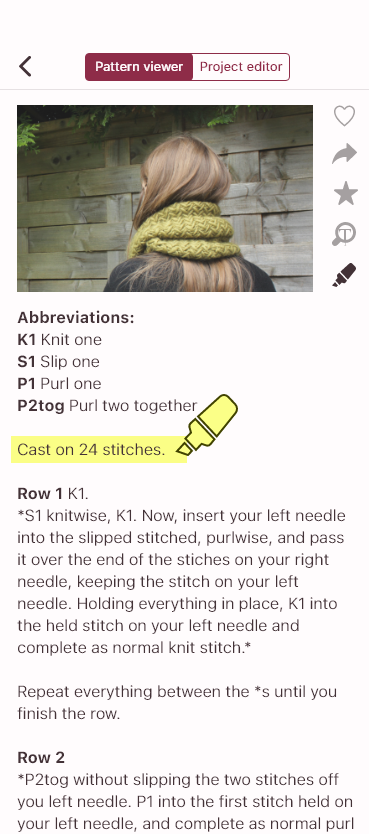 Pattern viewer Project editor
T
Abbreviations:
K1 Knit one
S1 Slip one
P1 Purl one
P2tog Purl two together
Cast on 24 stitches.
Row 1 K1.
*S1 knitwise, K1. Now, insert your left needle
into the slipped stitched, purlwise, and pass
it over the end of the stiches on your right
needle, keeping the stitch on your left
needle. Holding everything in place, K1 into
the held stitch on your left needle and
complete as normal knit stitch.*
Repeat everything between the *s until you
finish the row.
Row 2
*P2tog without slipping the two stitches off
you left needle. P1 into the first stitch held on
your left needle, and complete as normal purl